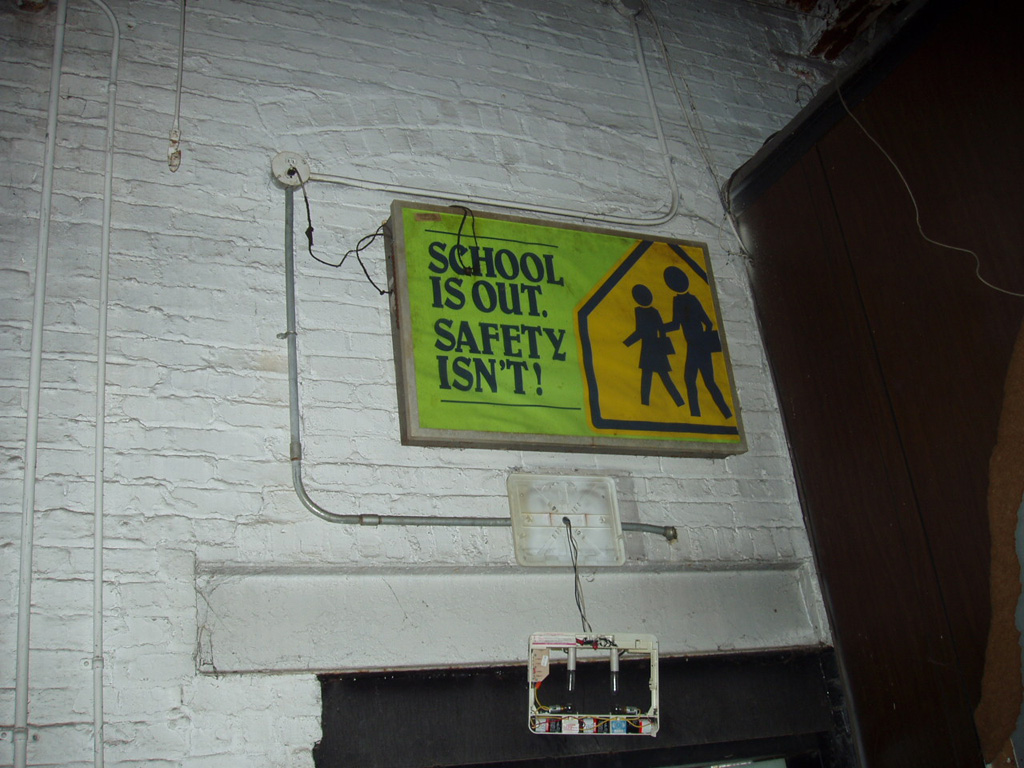 SCHOOL
IS OUT.
SAFETY
ISN'T!